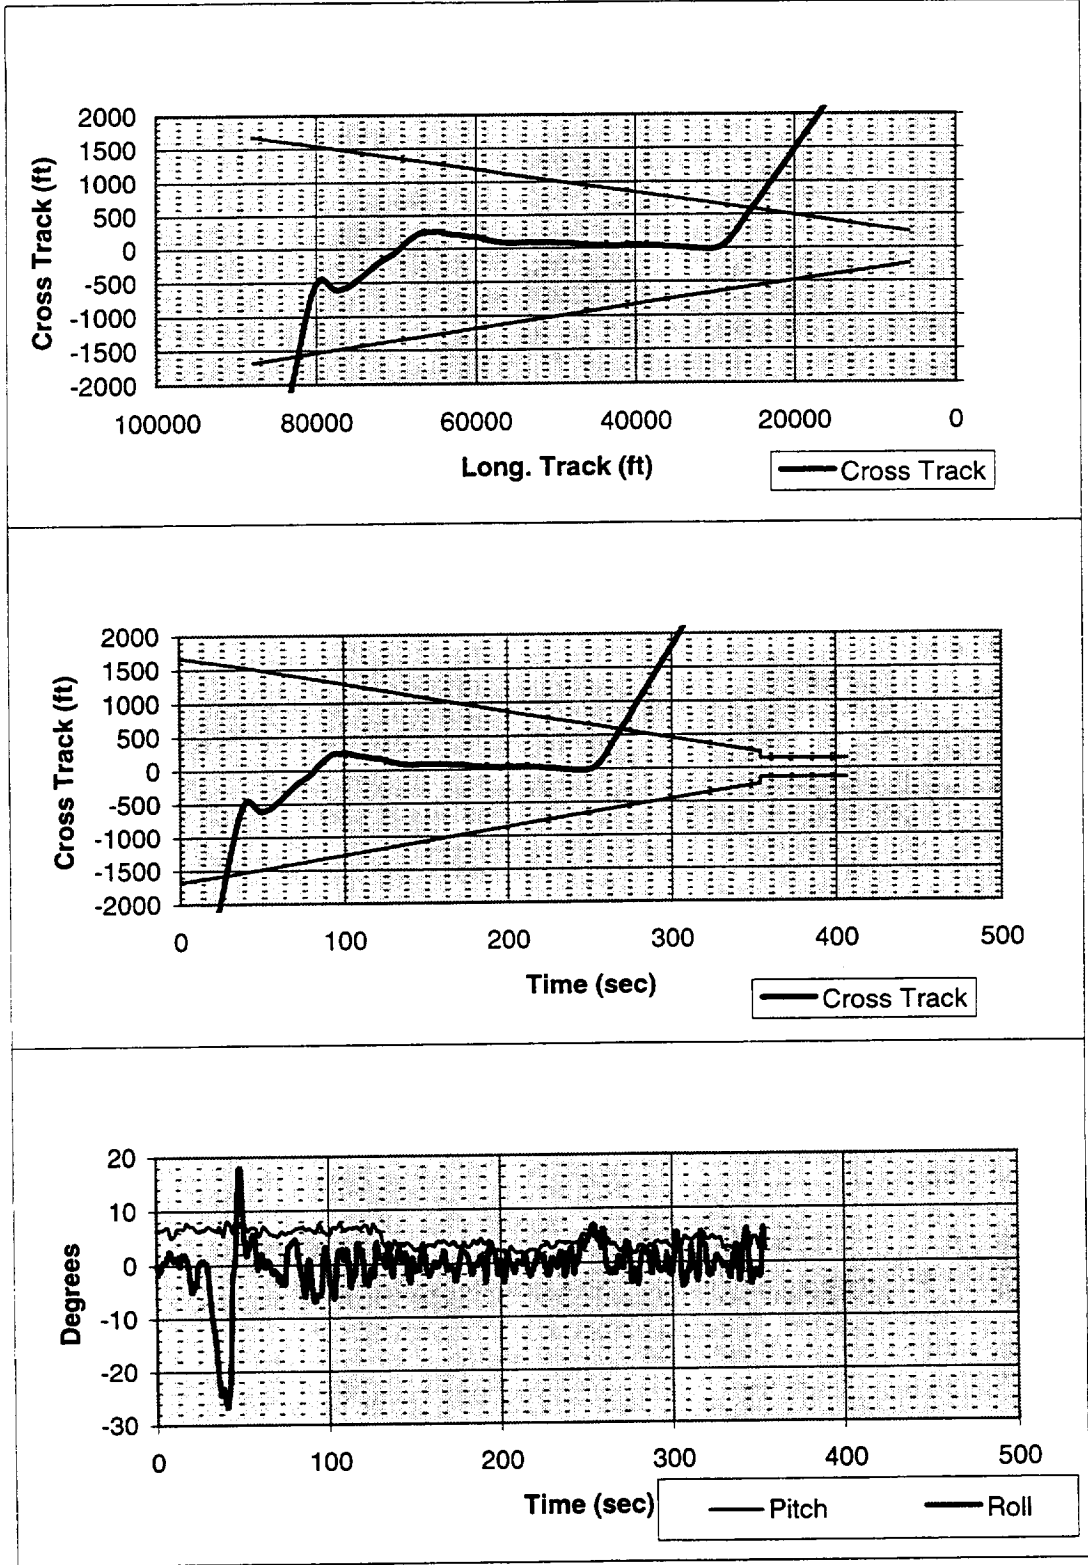 2000
1500
1000
500
0
-500
-1000
-1500
-2000
Cross Track (ft)
100000 80000 60000 40000 20000 0
Long. Track (ft)
Cross Track
2000
1500
1000
500
0
-500
-1000
-1500
-2000
Cross Track (ft)
0 100 200 300 400 500
Time (sec)
Cross Track
20
10
0
-10
-20
-30
Degrees
0 100 200 300 400 500
Time (sec)
Pitch Roll